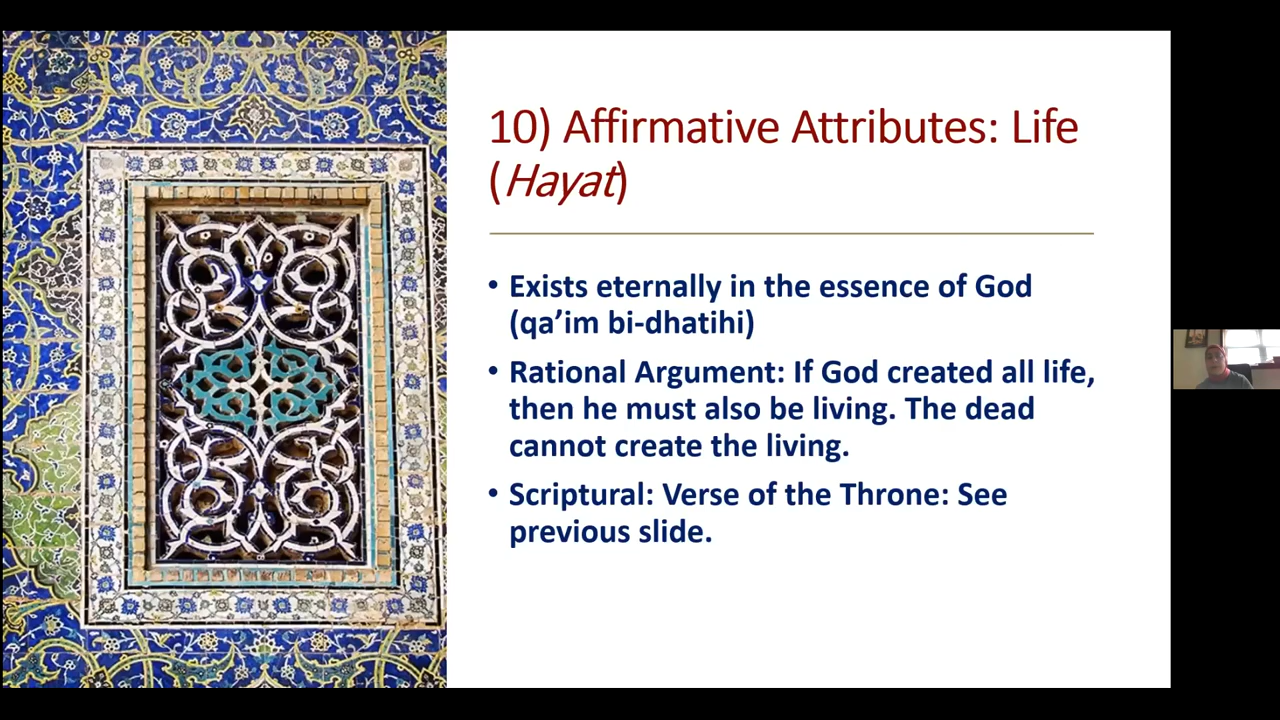 10) Affirmative Attributes: Life
(Hayat)
• Exists eternally in the essence of God
(qa’im bi-dhatihi)
• Rational Argument: If God created all life,
then he must also be living. The dead
cannot create the living.
• Scriptural: Verse of the Throne: See
previous slide.